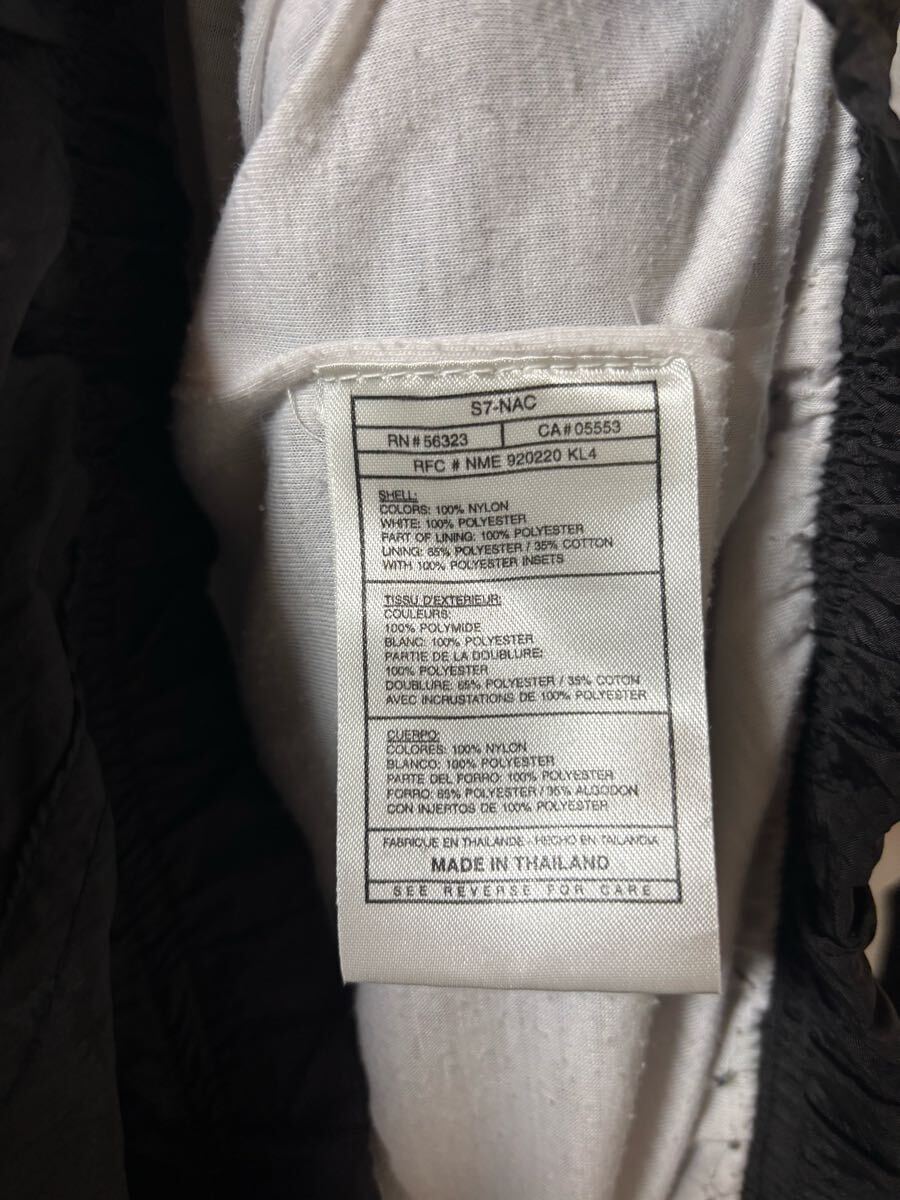 S7-NAC
RN#56323 CA#05553
RFC # NME 920220 KL4
SHELL:
COLORS: 100% NYLON
WHITE: 100% POLYESTER
PART OF LINING: 100% POLYESTER
LINING: 65% POLYESTER / 35% COTTON
WITH 100% POLYESTER INSETS
TISSU D'EXTERIEUR:
COULEURS:
100% POLYMIDE
BLANC: 100% POLYESTER
PARTIE DE LA DOUBLURE:
100% POLYESTER
DOUBLURE: 65% POLYESTER / 35% COTON
AVEC INCRUSTATIONS DE 100% POLYESTER
CUERPO:
COLORES: 100% NYLON
BLANCO: 100% POLYESTER
PARTE DEL FORRO: 100% POLYESTER
FORRO: 65% POLYESTER / 35% ALGODON
CON INJERTOS DE 100% POLYESTER
FABRIQUE EN THAILANDE - HECHO EN TAILANDIA
MADE IN THAILAND
SEE REVERSE FOR CARE